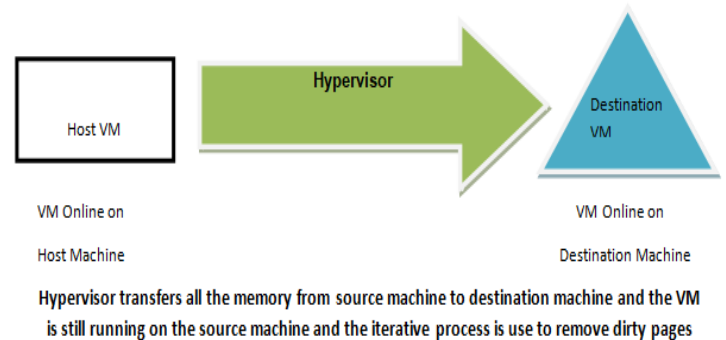 Hypervisor
Host VM
Destination
VM
VM Online on
Host Machine
VM Online on
Destination Machine
Hypervisor transfers all the memory from source machine to destination machine and the VM
is still running on the source machine and the iterative process is use to remove dirty pages